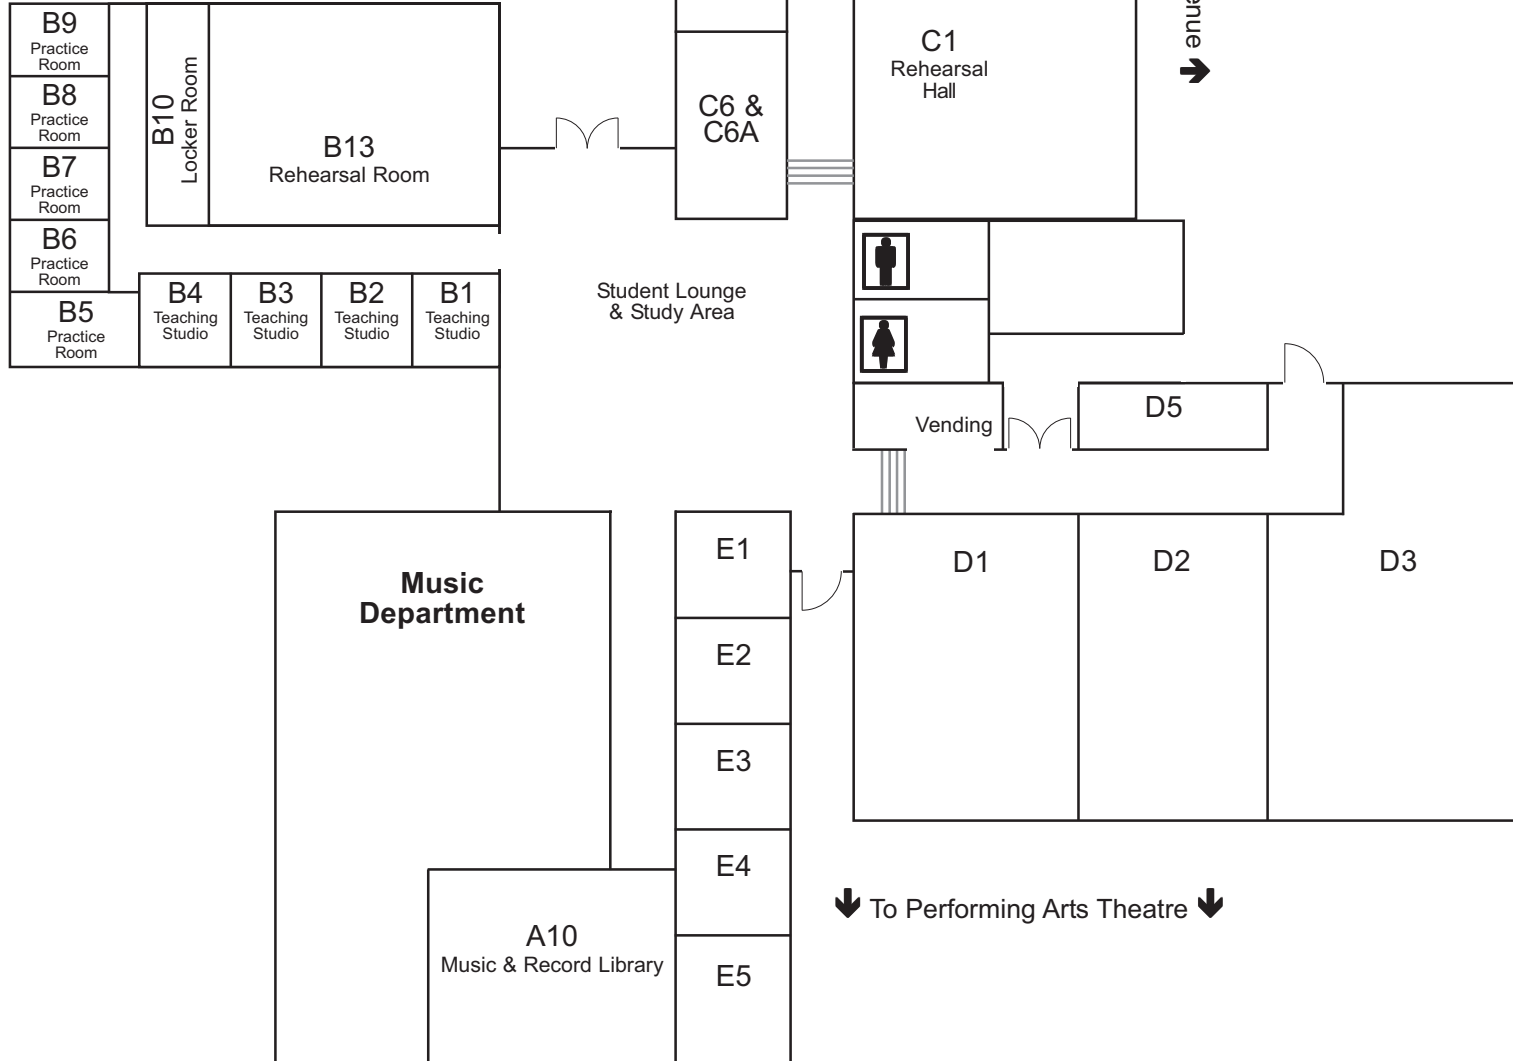 B9
Practice
Room
B8
Practice
Room
B7
Practice
Room
B6
Practice
Room
B5
Practice
Room
B10
Locker Room
B13
Rehearsal Room
B4
Teaching
Studio
B3
Teaching
Studio
B2
Teaching
Studio
B1
Teaching
Studio
C6 &
C6A
C1
Rehearsal
Hall
Student Lounge
& Study Area
Vending
D5
Music
Department
E1
E2
E3
E4
E5
D1
D2
D3
A10
Music & Record Library
To Performing Arts Theatre